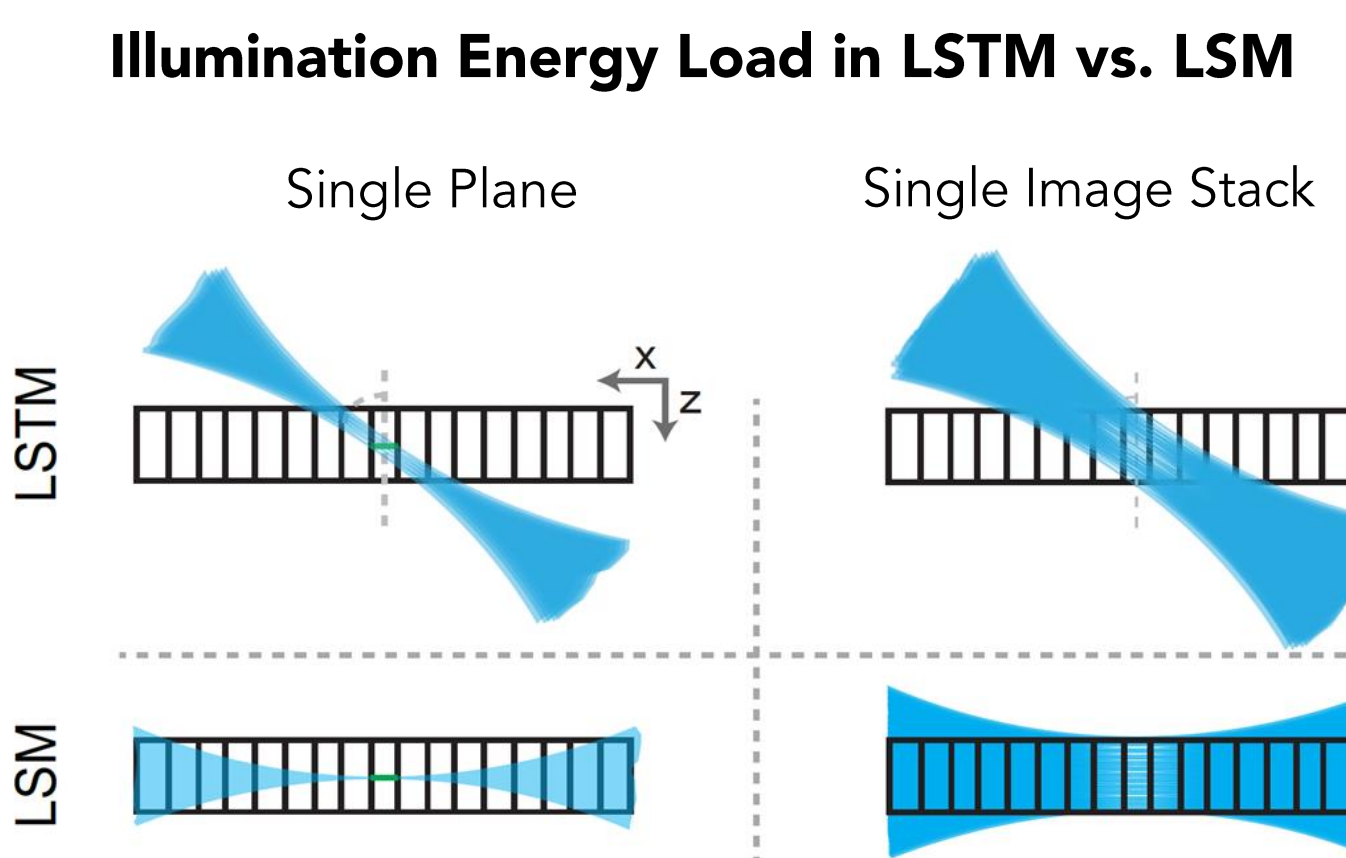 Illumination Energy Load in LSTM vs. LSM
Single Plane
Single Image Stack
LSTM
x
z
LSM